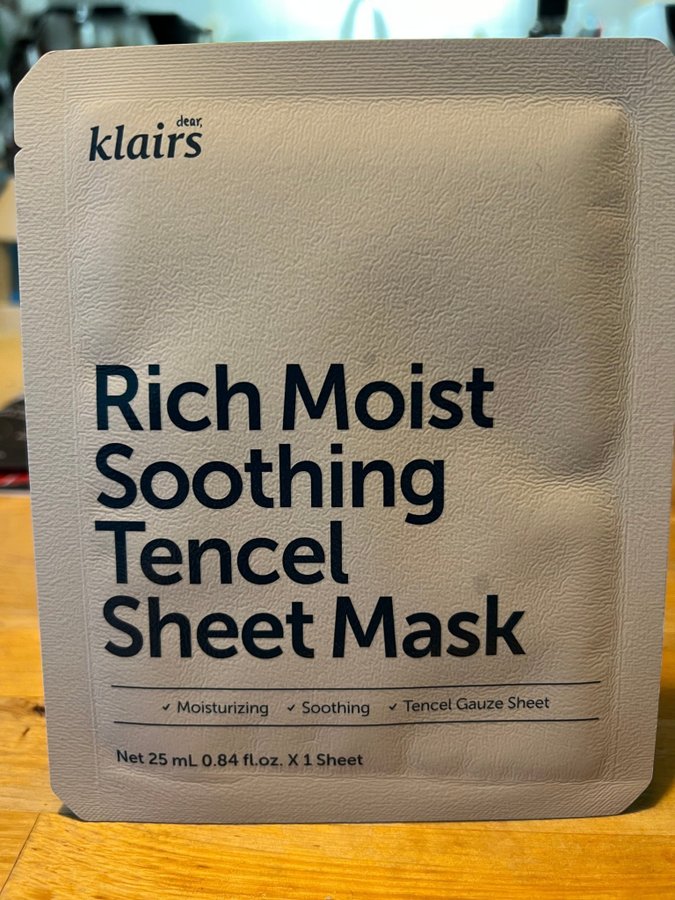 dear,
klairs
Rich Moist
Soothing
Tencel
Sheet Mask
✓ Moisturizing ✓ Soothing ✓ Tencel Gauze Sheet
Net 25 mL 0.84 fl.oz. X 1 Sheet